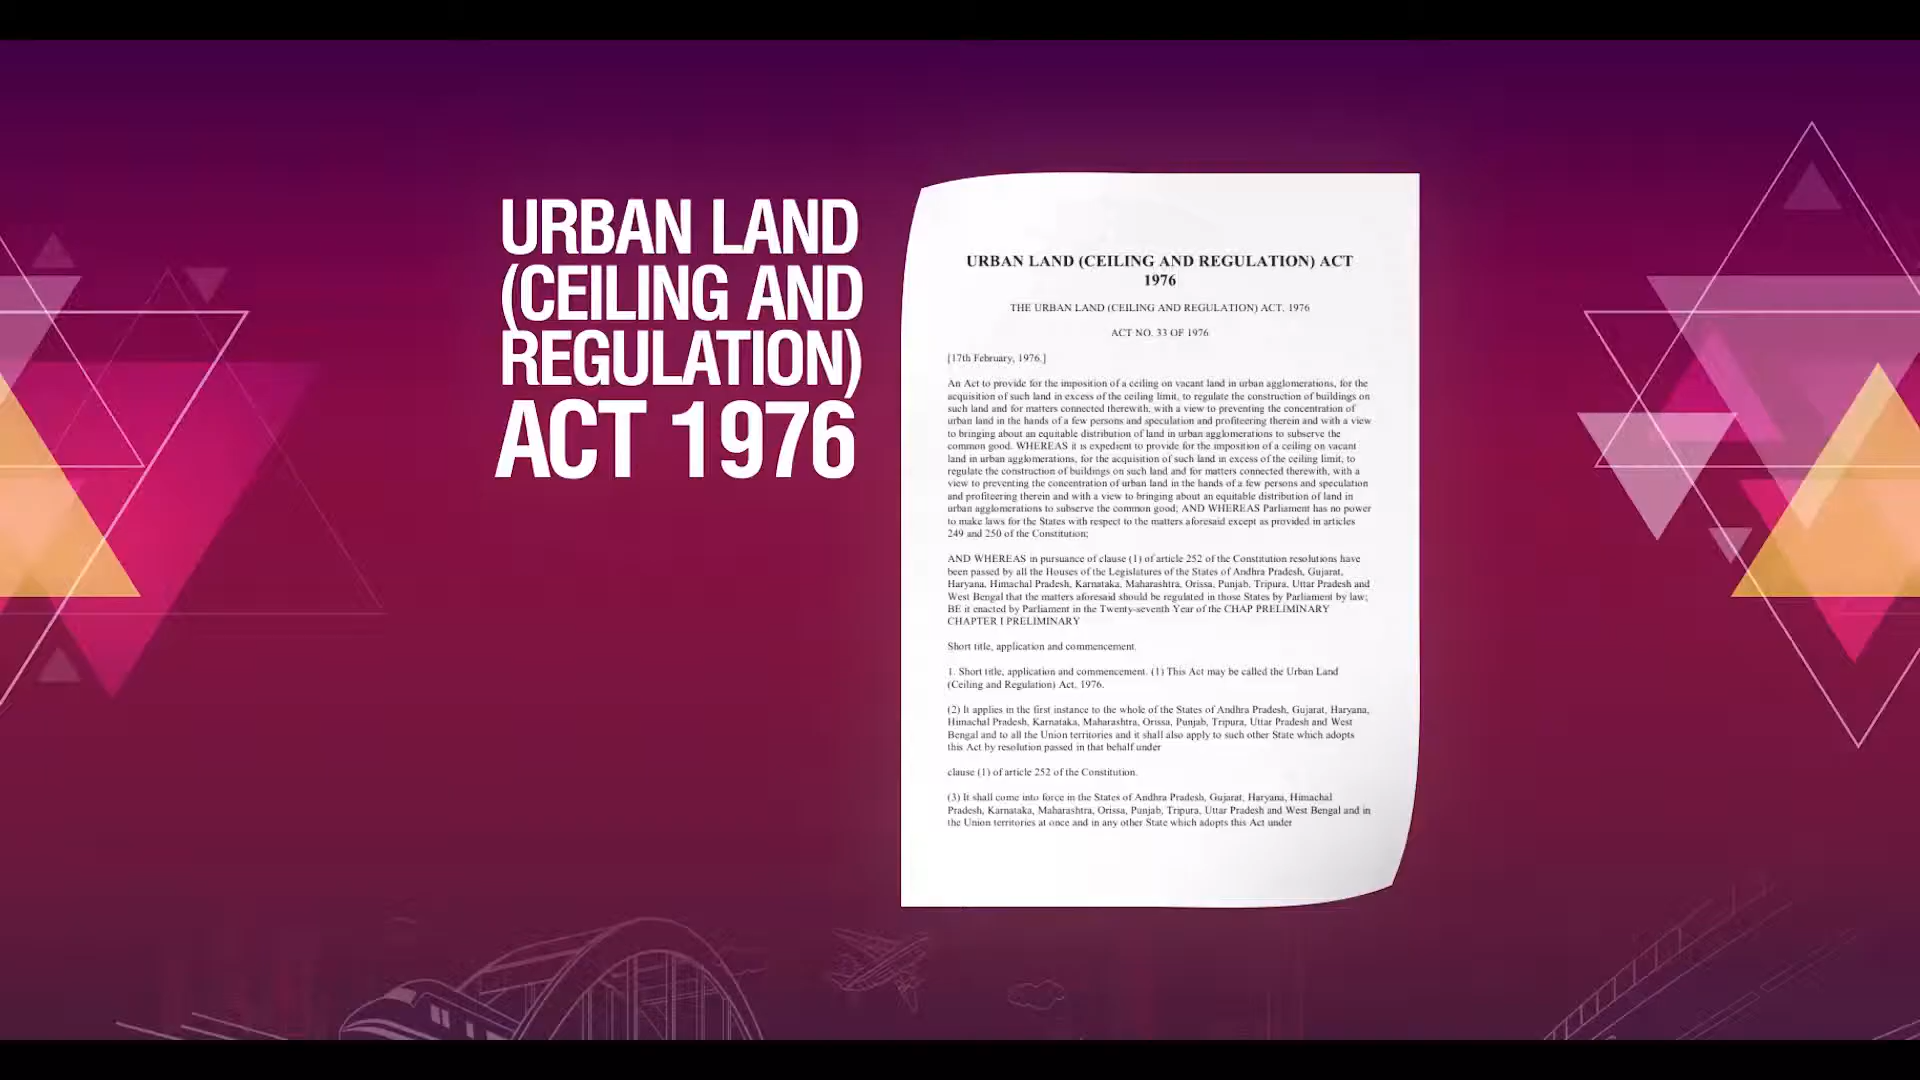 URBAN LAND
(CEILING AND
REGULATION)
ACT 1976
URBAN LAND (CEILING AND REGULATION) ACT
1976
THE URBAN LAND (CEILING AND REGULATION) ACT, 1976
ACT NO. 33 OF 1976
[17th February, 1976.]
An Act to provide for the imposition of a ceiling on vacant land in urban agglomerations, for the
acquisition of such land in excess of the ceiling limit, to regulate the construction of buildings on
such land and for matters connected therewith, with a view to preventing the concentration of
urban land in the hands of a few persons and speculation and profiteering therein and with a view
to bringing about an equitable distribution of land in urban agglomerations to subserve the
common good. WHEREAS it is expedient to provide for the imposition of a ceiling on vacant
land in urban agglomerations, for the acquisition of such land in excess of the ceiling limit, to
regulate the construction of buildings on such land and for matters connected therewith, with a
view to preventing the concentration of urban land in the hands of a few persons and speculation
and profiteering therein and with a view to bringing about an equitable distribution of land in
urban agglomerations to subserve the common good; AND WHEREAS Parliament has no power
to make laws for the States with respect to the matters aforesaid except as provided in articles
249 and 250 of the Constitution;
AND WHEREAS in pursuance of clause (1) of article 252 of the Constitution resolutions have
been passed by all the Houses of the Legislatures of the States of Andhra Pradesh, Gujarat,
Haryana, Himachal Pradesh, Karnataka, Maharashtra, Orissa, Punjab, Tripura, Uttar Pradesh and
West Bengal that the matters aforesaid should be regulated in those States by Parliament by law;
BE it enacted by Parliament in the Twenty-seventh Year of the CHAP PRELIMINARY
CHAPTER I PRELIMINARY
Short title, application and commencement.
1. Short title, application and commencement. (1) This Act may be called the Urban Land
(Ceiling and Regulation) Act, 1976.
(2) It applies in the first instance to the whole of the States of Andhra Pradesh, Gujarat, Haryana,
Himachal Pradesh, Karnataka, Maharashtra, Orissa, Punjab, Tripura, Uttar Pradesh and West
Bengal and to all the Union territories and it shall also apply to such other State which adopts
this Act by resolution passed in that behalf under
clause (1) of article 252 of the Constitution.
(3) It shall come into force in the States of Andhra Pradesh, Gujarat, Haryana, Himachal
Pradesh, Karnataka, Maharashtra, Orissa, Punjab, Tripura, Uttar Pradesh and West Bengal and in
the Union territories at once and in any other State which adopts this Act under